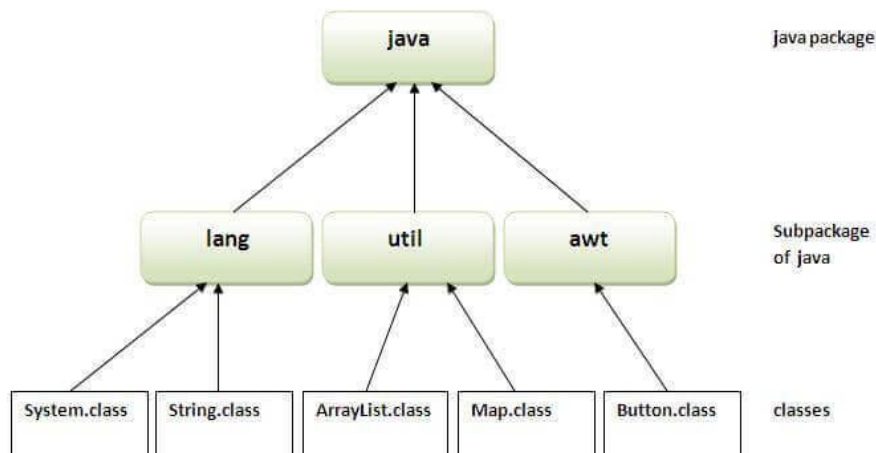 java
java package
lang
util
awt
Subpackage
of java
System.class
String.class
ArrayList.class
Map.class
Button.class
classes